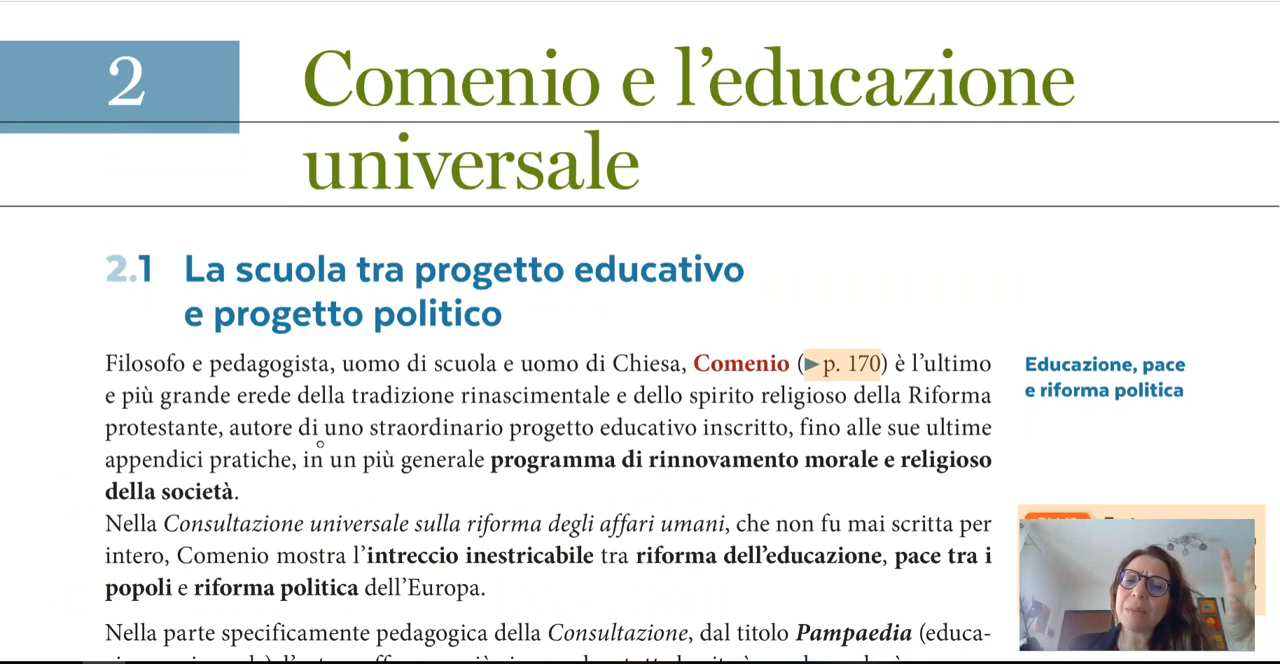 2
Comenio e l’educazione
universale
2.1 La scuola tra progetto educativo
e progetto politico
Filosofo e pedagogista, uomo di scuola e uomo di Chiesa, Comenio (►p. 170) è l’ultimo
e più grande erede della tradizione rinascimentale e dello spirito religioso della Riforma
protestante, autore di uno straordinario progetto educativo inscritto, fino alle sue ultime
appendici pratiche, in un più generale programma di rinnovamento morale e religioso
della società.
Nella Consultazione universale sulla riforma degli affari umani, che non fu mai scritta per
intero, Comenio mostra l’intreccio inestricabile tra riforma dell’educazione, pace tra i
popoli e riforma politica dell’Europa.
Nella parte specificamente pedagogica della Consultazione, dal titolo Pampaedia (educa-
Educazione, pace
e riforma politica